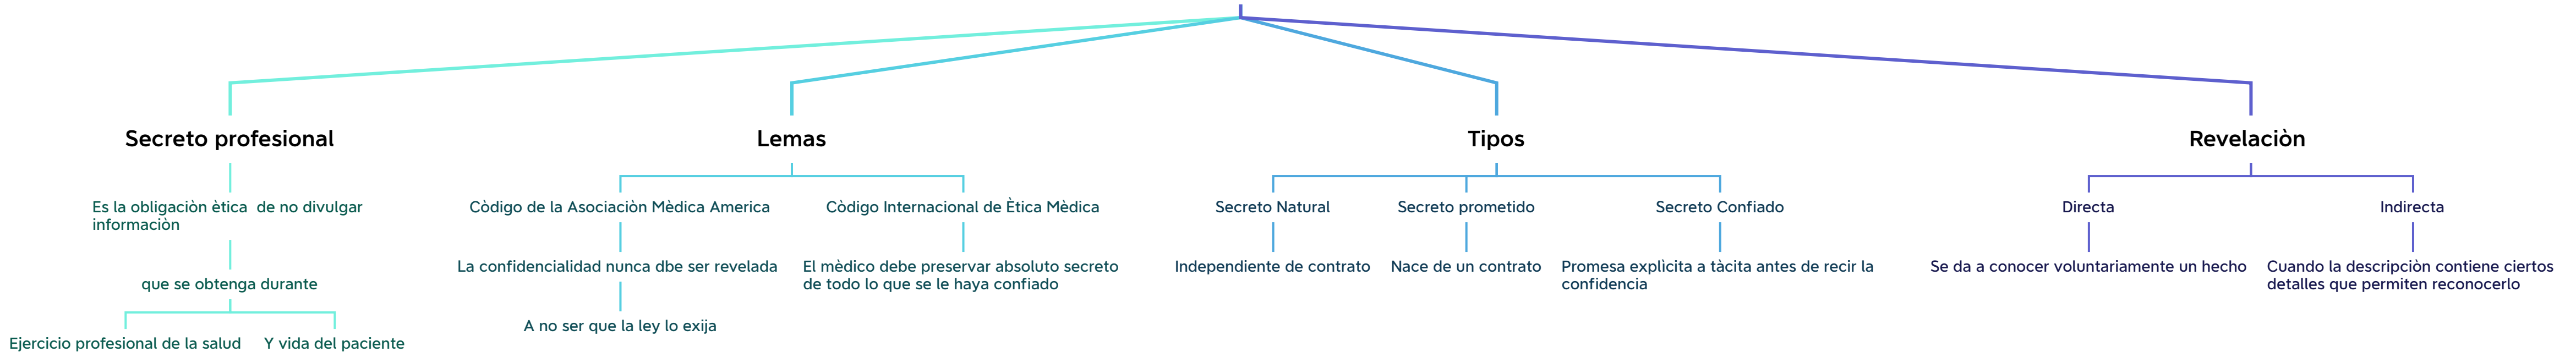 Secreto profesional
Es la obligaciòn ètica  de no divulgar
informaciòn
que se obtenga durante
Ejercicio profesional de la salud
Y vida del paciente
Lemas
Còdigo de la Asociaciòn Mèdica America
La confidencialidad nunca dbe ser revelada
A no ser que la ley lo exija
Còdigo Internacional de Ètica Mèdica
El mèdico debe preservar absoluto secreto
de todo lo que se le haya confiado
Tipos
Secreto Natural
Independiente de contrato
Secreto prometido
Nace de un contrato
Secreto Confiado
Promesa explìcita a tàcita antes de recir la
confidencia
Revelaciòn
Directa
Se da a conocer voluntariamente un hecho
Indirecta
Cuando la descripciòn contiene ciertos
detalles que permiten reconocerlo